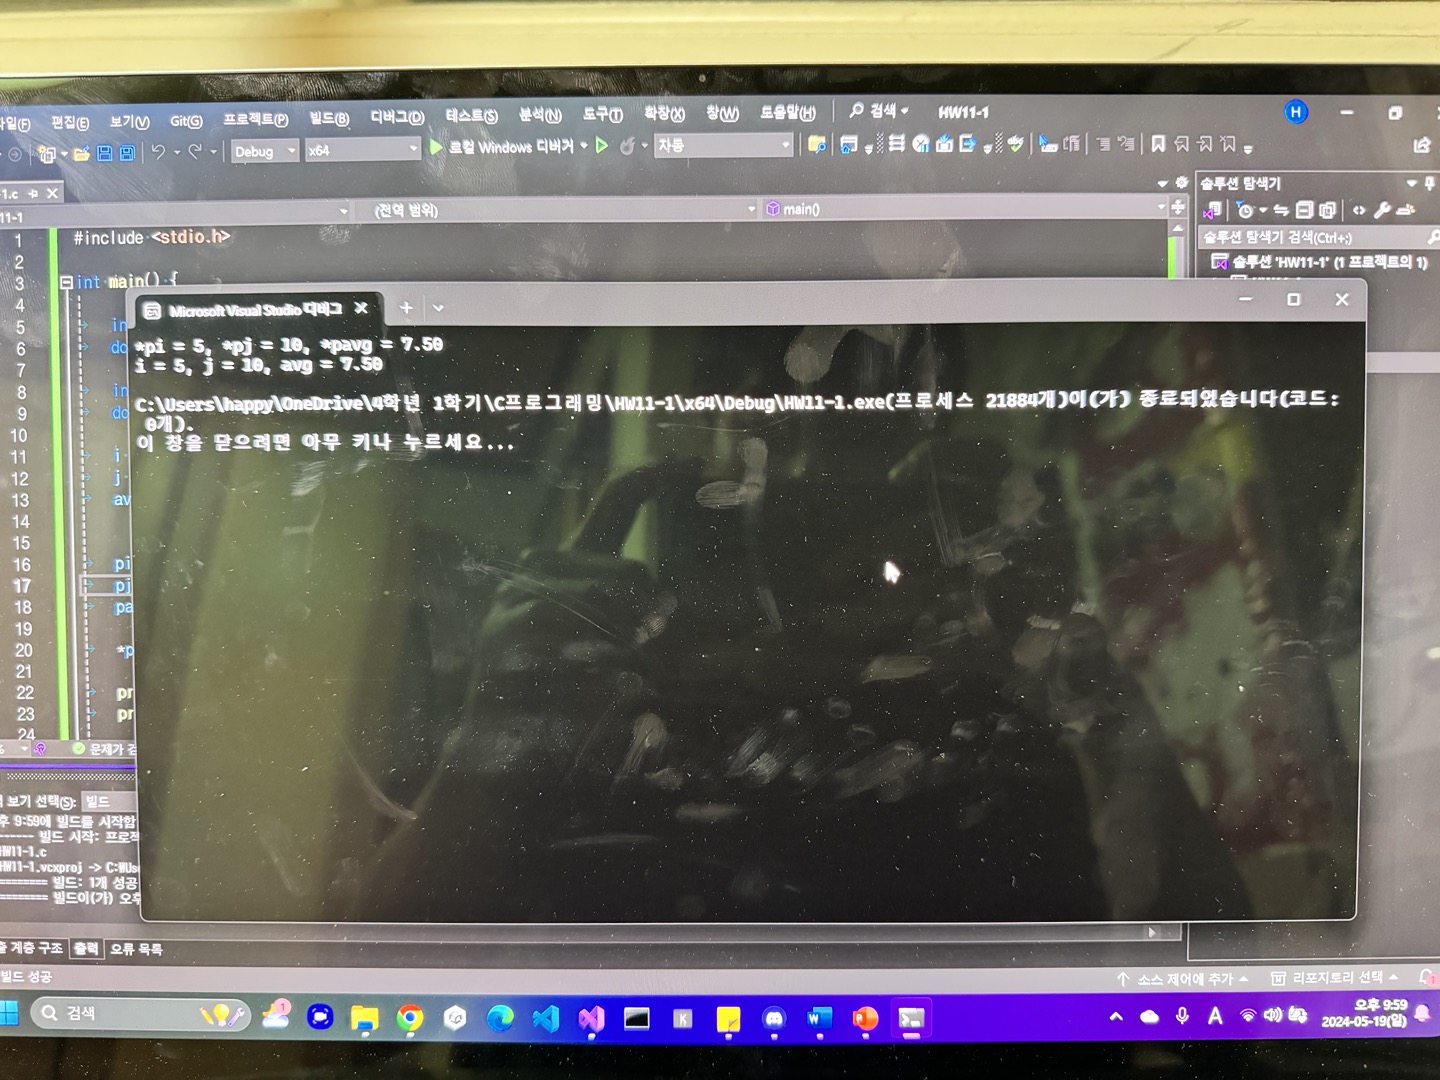 편집(E) 보기(V) Git(G) 프로젝트(P) 빌드(B) 디버그(D) 테스트(S) 분석(N) 도구(T) 확장(X) 창(W) 도움말(H) 검색 HW11-1 H
Debug x64 로컬 Windows 디버거 자동
1.c
11-1 (전역 범위) main()
솔루션 탐색기
솔루션 탐색기 검색(Ctrl+;)
솔루션 'HW11-1' (1 프로젝트의 1)
1 #include <stdio.h>
2
3 int main() {
4
5 in
6 do
7
8 in
9 do
10
11 i
12 j
13 av
14
15
16 pi
17 pj
18 pa
19
20 *p
21
22 pr
23 pr
24
Microsoft Visual Studio 디버그
*pi = 5, *pj = 10, *pavg = 7.50
i = 5, j = 10, avg = 7.50
C:\Users\happy\OneDrive\4학년 1학기\C프로그래밍\HW11-1\x64\Debug\HW11-1.exe(프로세스 21884개)이(가) 종료되었습니다(코드:
0개).
이 창을 닫으려면 아무 키나 누르세요...
문제가 검
보기 선택(S): 빌드
9:59에 빌드를 시작함
------ 빌드 시작: 프로젝
HW11-1.c
HW11-1.vcxproj -> C:\Use
======== 빌드: 1개 성공
======== 빌드이(가) 오후
출 계층 구조 출력 오류 목록
빌드 성공 소스 제어에 추가 리포지토리 선택
검색 1 K A 오후 9:59
2024-05-19(일)